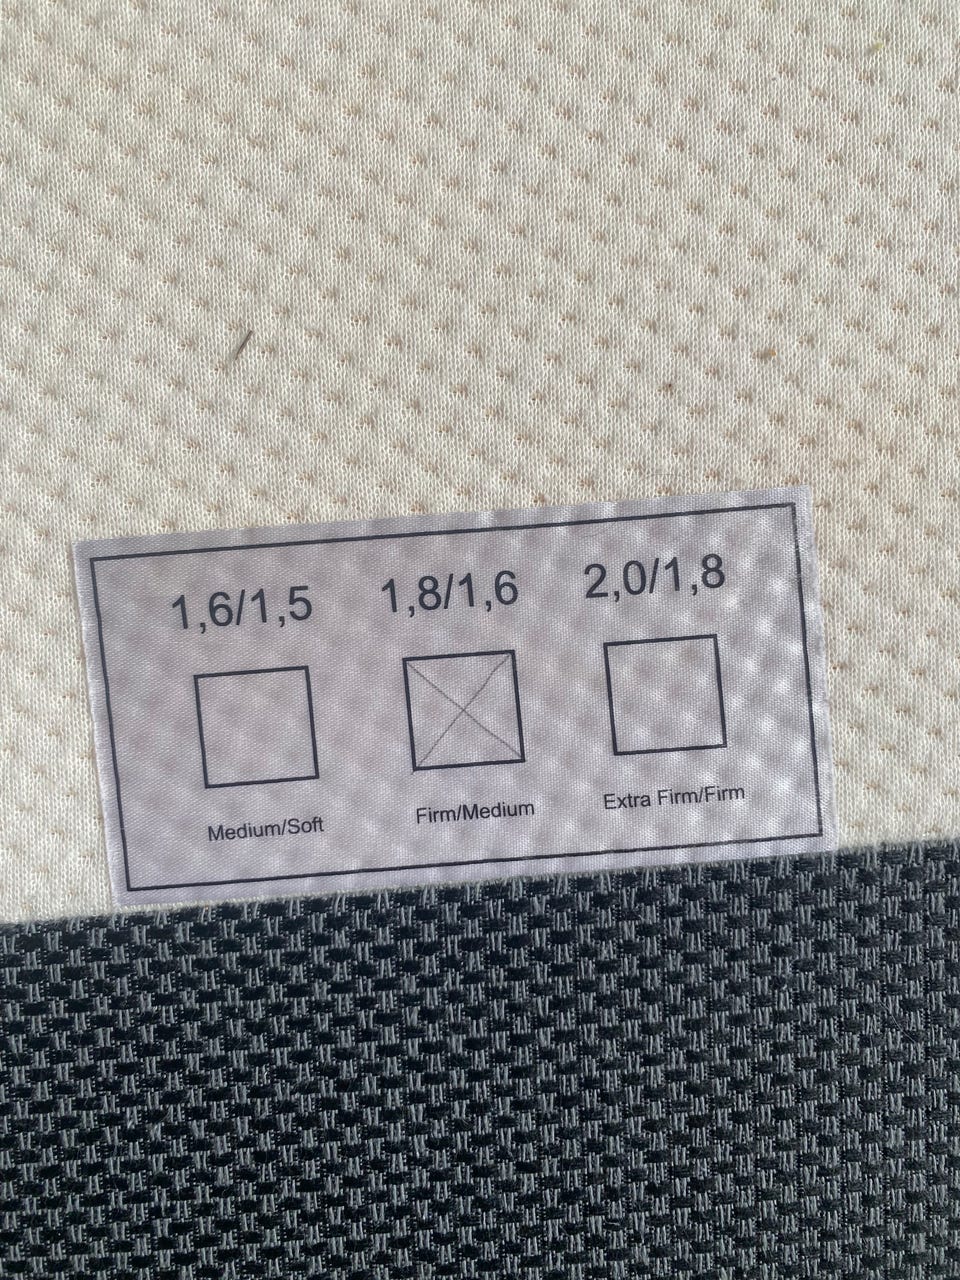 1,6/1,5 1,8/1,6 2,0/1,8
Medium/Soft Firm/Medium Extra Firm/Firm